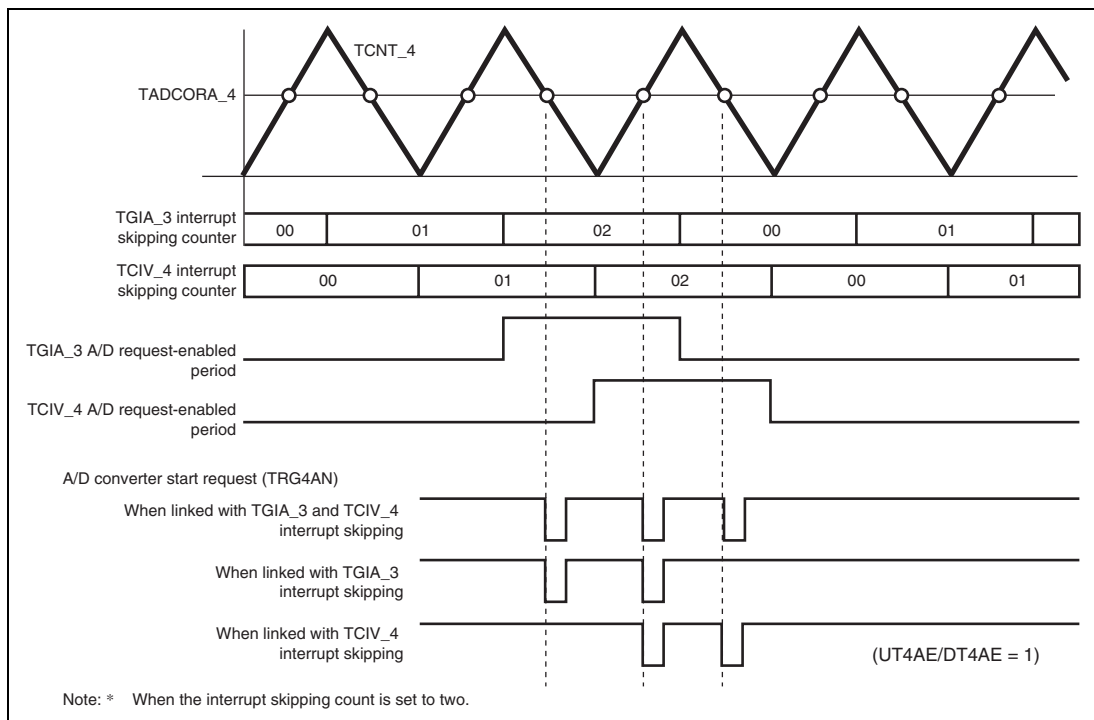 TCNT_4
TADCORA_4
TGIA_3 interrupt
skipping counter
00 01 02 00 01
TCIV_4 interrupt
skipping counter
00 01 02 00 01
TGIA_3 A/D request-enabled
period
TCIV_4 A/D request-enabled
period
A/D converter start request (TRG4AN)
When linked with TGIA_3 and TCIV_4
interrupt skipping
When linked with TGIA_3
interrupt skipping
When linked with TCIV_4
interrupt skipping
(UT4AE/DT4AE = 1)
Note: * When the interrupt skipping count is set to two.